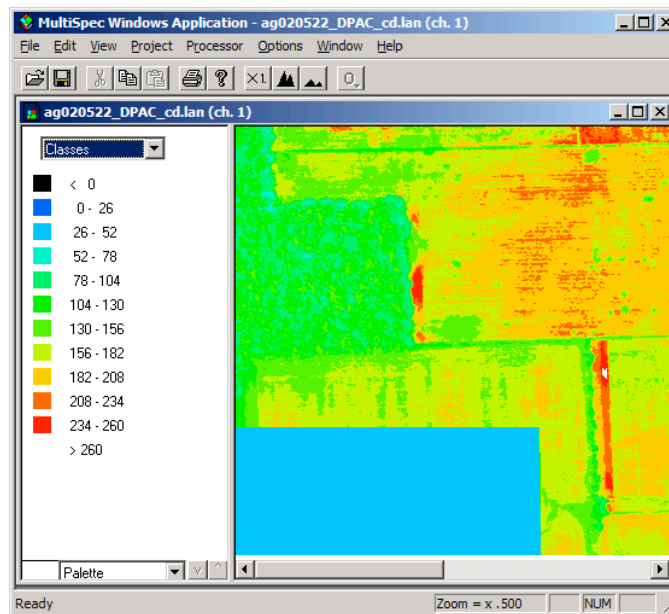 MultiSpec Windows Application - ag020522_DPAC_cd.lan (ch. 1)
File Edit View Project Processor Options Window Help
×1 O
ag020522_DPAC_cd.lan (ch. 1)
Classes
< 0
0 - 26
26 - 52
52 - 78
78 - 104
104 - 130
130 - 156
156 - 182
182 - 208
208 - 234
234 - 260
> 260
Palette
Ready Zoom = x .500 NUM